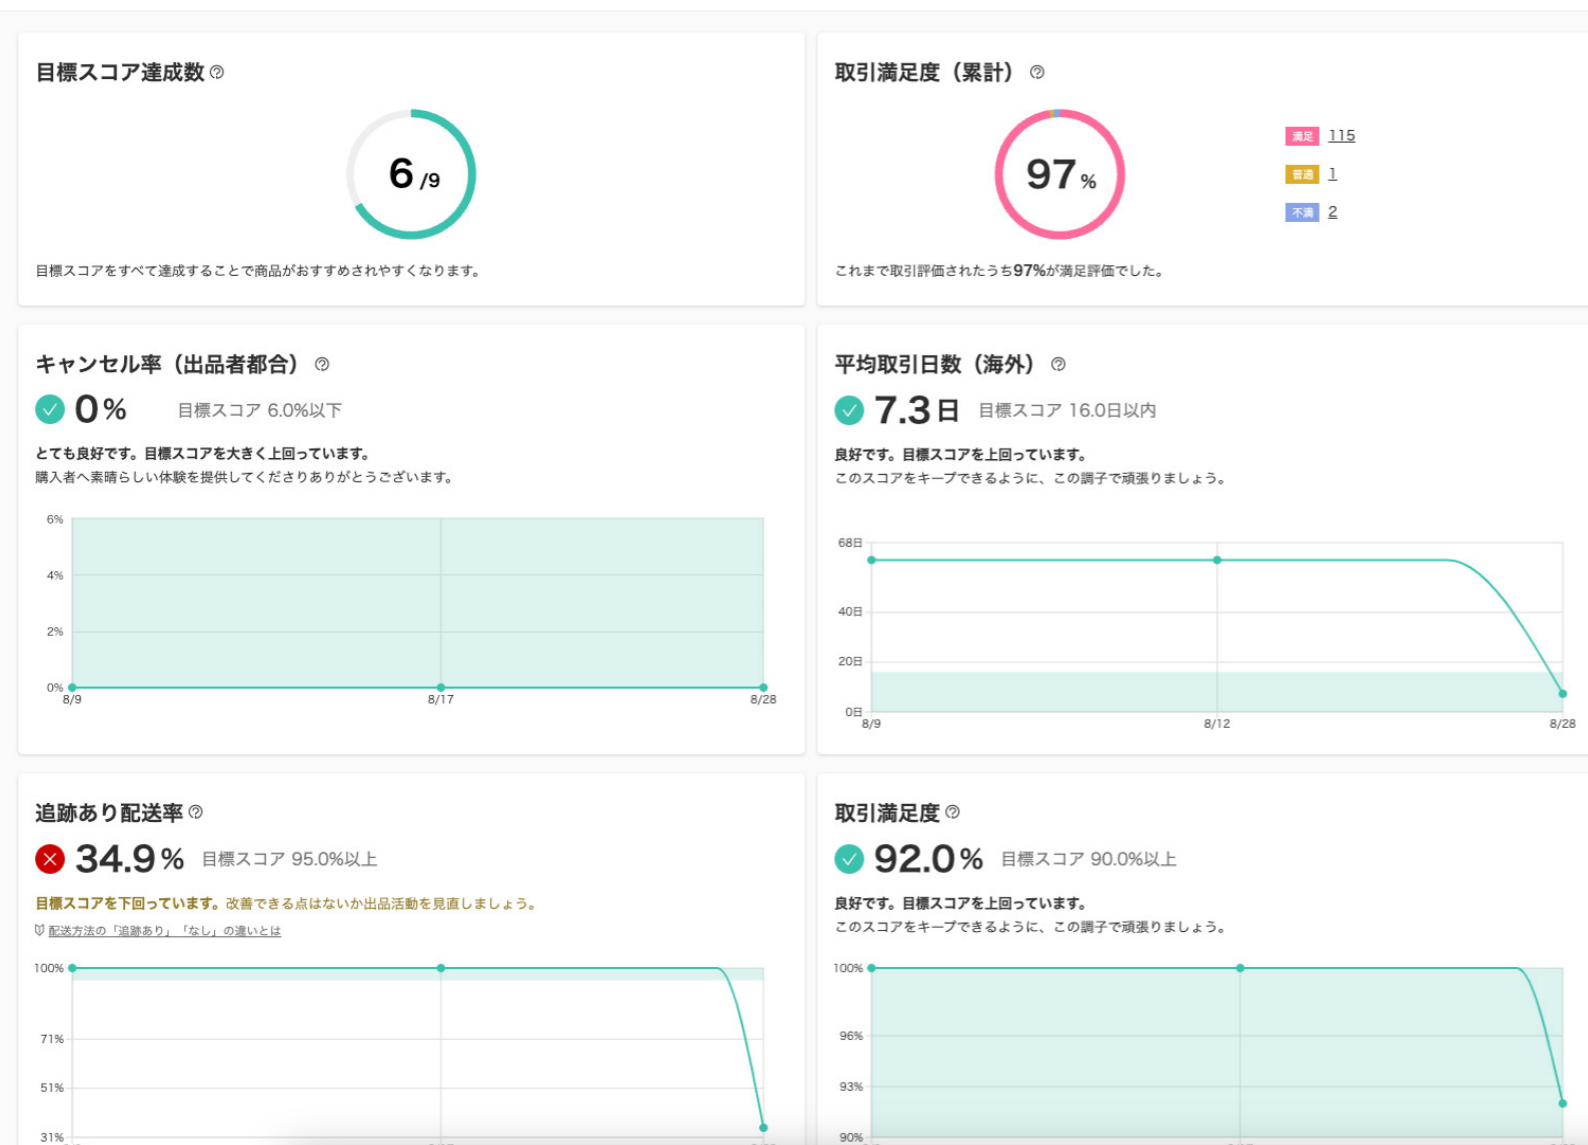 目標スコア達成数
6 /9
目標スコアをすべて達成することで商品がおすすめされやすくなります。
取引満足度（累計）
97 %
満足 115
普通 1
不満 2
これまで取引評価されたうち97%が満足評価でした。
キャンセル率（出品者都合）
0% 目標スコア 6.0%以下
とても良好です。目標スコアを大きく上回っています。
購入者へ素晴らしい体験を提供してくださりありがとうございます。
6%
4%
2%
0%
8/9 8/17 8/28
平均取引日数（海外）
7.3日 目標スコア 16.0日以内
良好です。目標スコアを上回っています。
このスコアをキープできるように、この調子で頑張りましょう。
68日
40日
20日
0日
8/9 8/12 8/28
追跡あり配送率
34.9% 目標スコア 95.0%以上
目標スコアを下回っています。改善できる点はないか出品活動を見直しましょう。
配送方法の「追跡あり」「なし」の違いとは
100%
71%
51%
31%
取引満足度
92.0% 目標スコア 90.0%以上
良好です。目標スコアを上回っています。
このスコアをキープできるように、この調子で頑張りましょう。
100%
96%
93%
90%